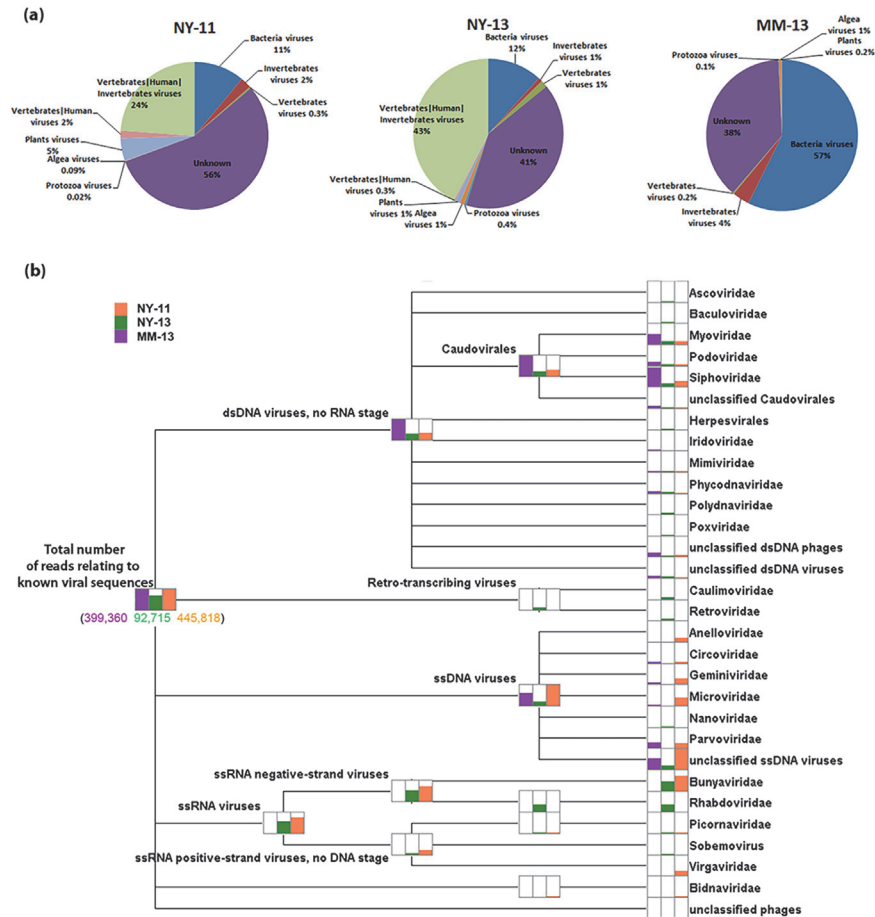 (a)
NY-11
Bacteria viruses
11%
Invertebrates
viruses 2%
Vertebrates
viruses 0.3%
Unknown
56%
Protozoa viruses
0.02%
Algea viruses
0.09%
Plants viruses
5%
Vertebrates|Human
viruses 2%
Vertebrates|Human|
Invertebrates viruses
24%
NY-13
Bacteria viruses
12%
Invertebrates
viruses 1%
Vertebrates
viruses 1%
Unknown
41%
Protozoa viruses
0.4%
Algea
viruses 1%
Plants
viruses 1%
Vertebrates|Human
viruses 0.3%
Vertebrates|Human|
Invertebrates viruses
43%
MM-13
Algea
viruses 1%
Plants
viruses 0.2%
Protozoa viruses
0.1%
Unknown
38%
Bacteria viruses
57%
Vertebrates
viruses 0.2%
Invertebrates
viruses 4%
(b)
NY-11
NY-13
MM-13
Total number
of reads relating to
known viral sequences
(399,360 92,715 445,818)
dsDNA viruses, no RNA stage
Caudovirales
Retro-transcribing viruses
ssDNA viruses
ssRNA negative-strand viruses
ssRNA viruses
ssRNA positive-strand viruses, no DNA stage
Ascoviridae
Baculoviridae
Myoviridae
Podoviridae
Siphoviridae
unclassified Caudovirales
Herpesvirales
Iridoviridae
Mimiviridae
Phycodnaviridae
Polydnaviridae
Poxviridae
unclassified dsDNA phages
unclassified dsDNA viruses
Caulimoviridae
Retroviridae
Anelloviridae
Circoviridae
Geminiviridae
Microviridae
Nanoviridae
Parvoviridae
unclassified ssDNA viruses
Bunyaviridae
Rhabdoviridae
Picornaviridae
Sobemovirus
Virgaviridae
Bidnaviridae
unclassified phages